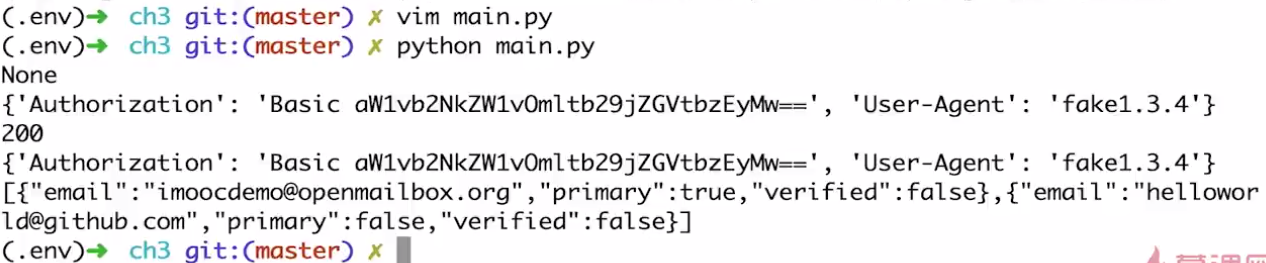 (.env)➜ ch3 git:(master) ✗ vim main.py
(.env)➜ ch3 git:(master) ✗ python main.py
None
{'Authorization': 'Basic aW1vb2NkZW1vOmltb29jZGVtbzEyMw==', 'User-Agent': 'fake1.3.4'}
200
{'Authorization': 'Basic aW1vb2NkZW1vOmltb29jZGVtbzEyMw==', 'User-Agent': 'fake1.3.4'}
[{"email":"imoocdemo@openmailbox.org","primary":true,"verified":false},{"email":"hellowor
ld@github.com","primary":false,"verified":false}]
(.env)➜ ch3 git:(master) ✗